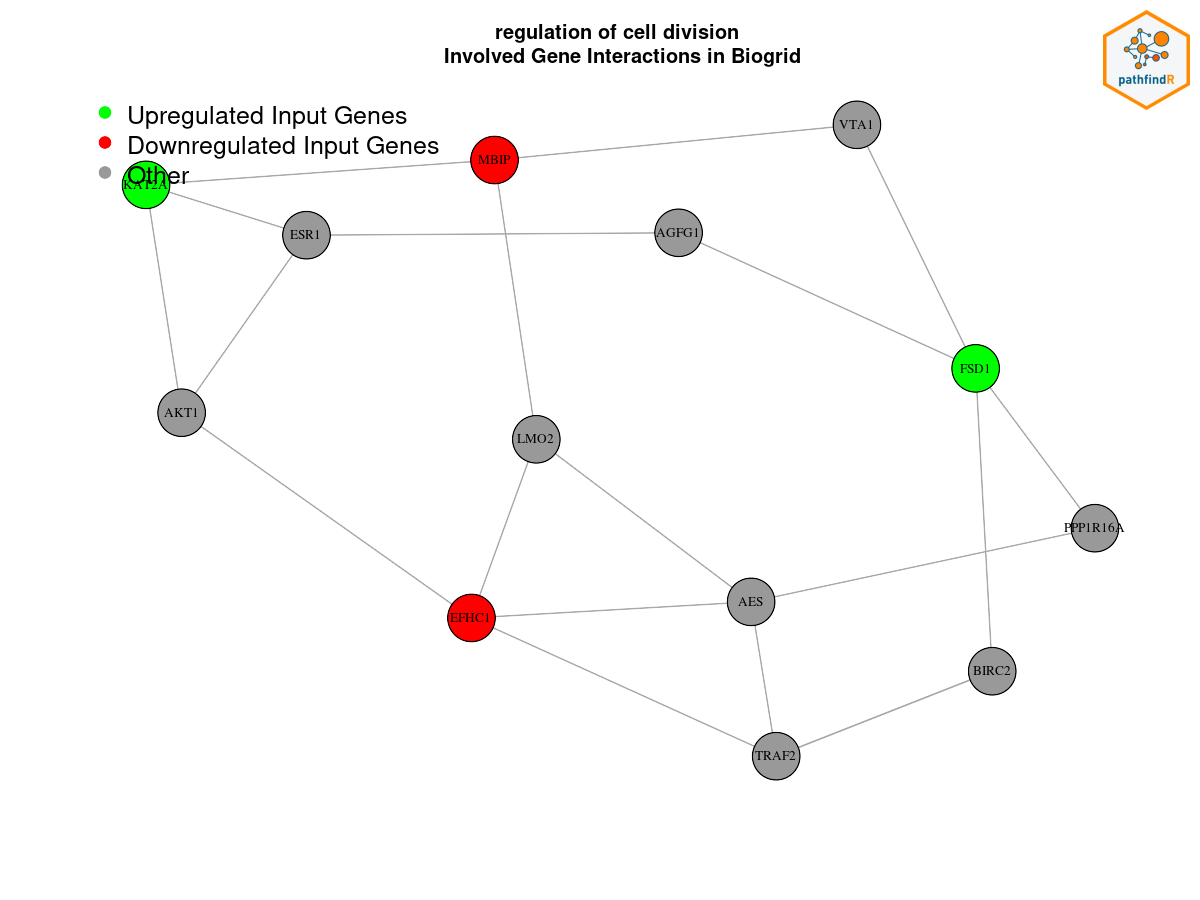 regulation of cell division
Involved Gene Interactions in Biogrid
pathfindR
Upregulated Input Genes
Downregulated Input Genes
Other
VTA1
MBIP
KAT2A
ESR1
AGFG1
FSD1
AKT1
LMO2
PPP1R16A
AES
EFHC1
BIRC2
TRAF2